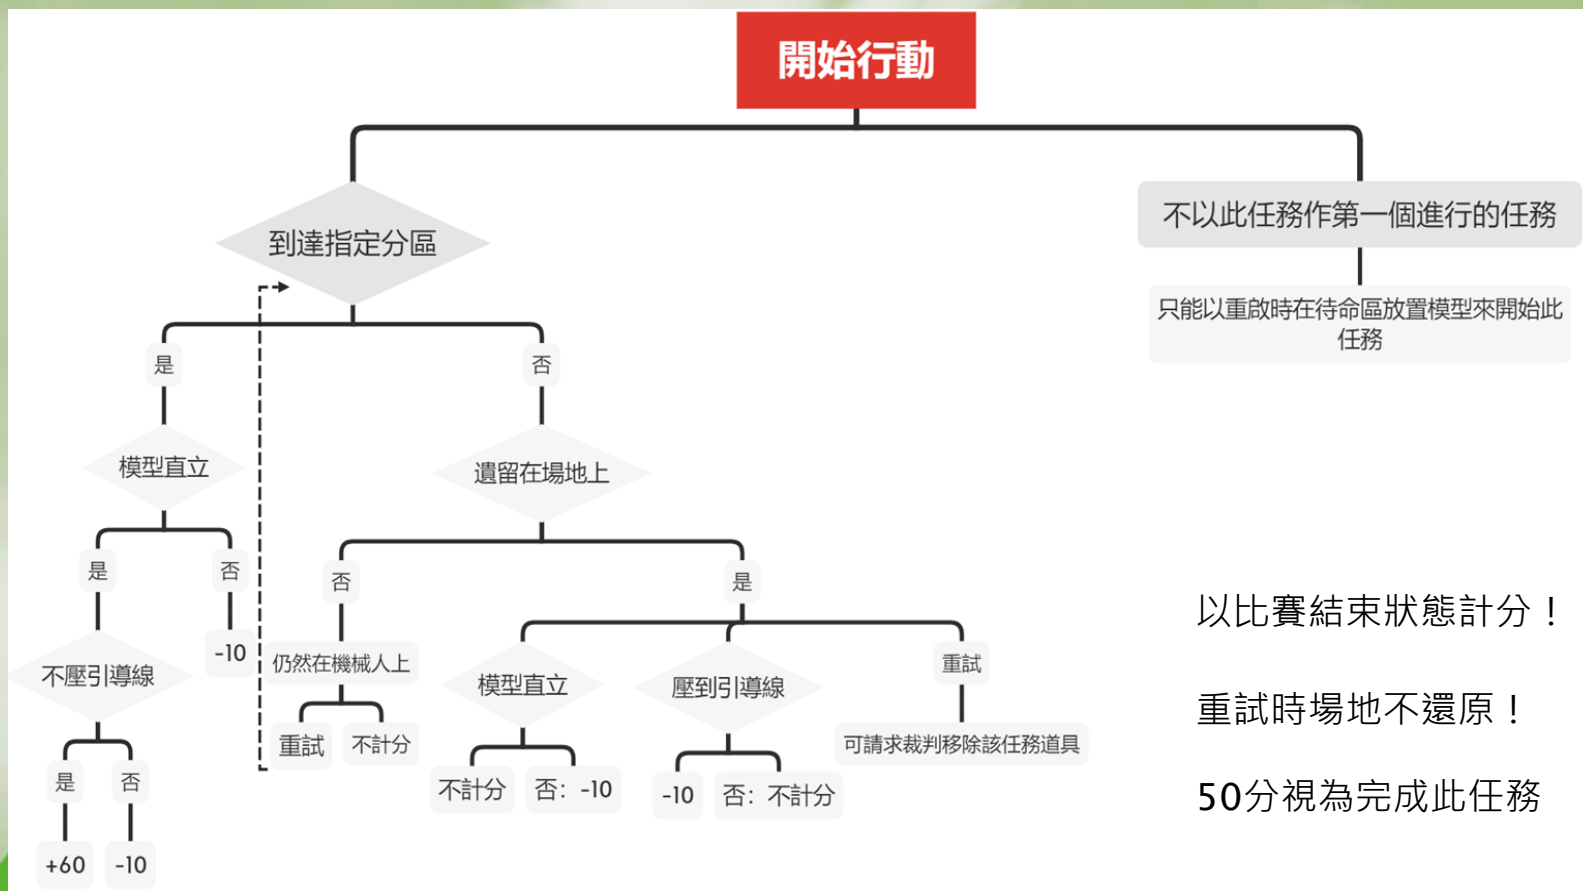 開始行動
到達指定分區
不以此任務作第一個進行的任務
只能以重啟時在待命區放置模型來開始此
任務
是
否
模型直立
遺留在場地上
是
否
否
是
不壓引導線
-10
仍然在機械人上
模型直立
壓到引導線
重試
重試
不計分
不計分
否：-10
-10
否：不計分
可請求裁判移除該任務道具
是
否
+60
-10
以比賽結束狀態計分！
重試時場地不還原！
50分視為完成此任務